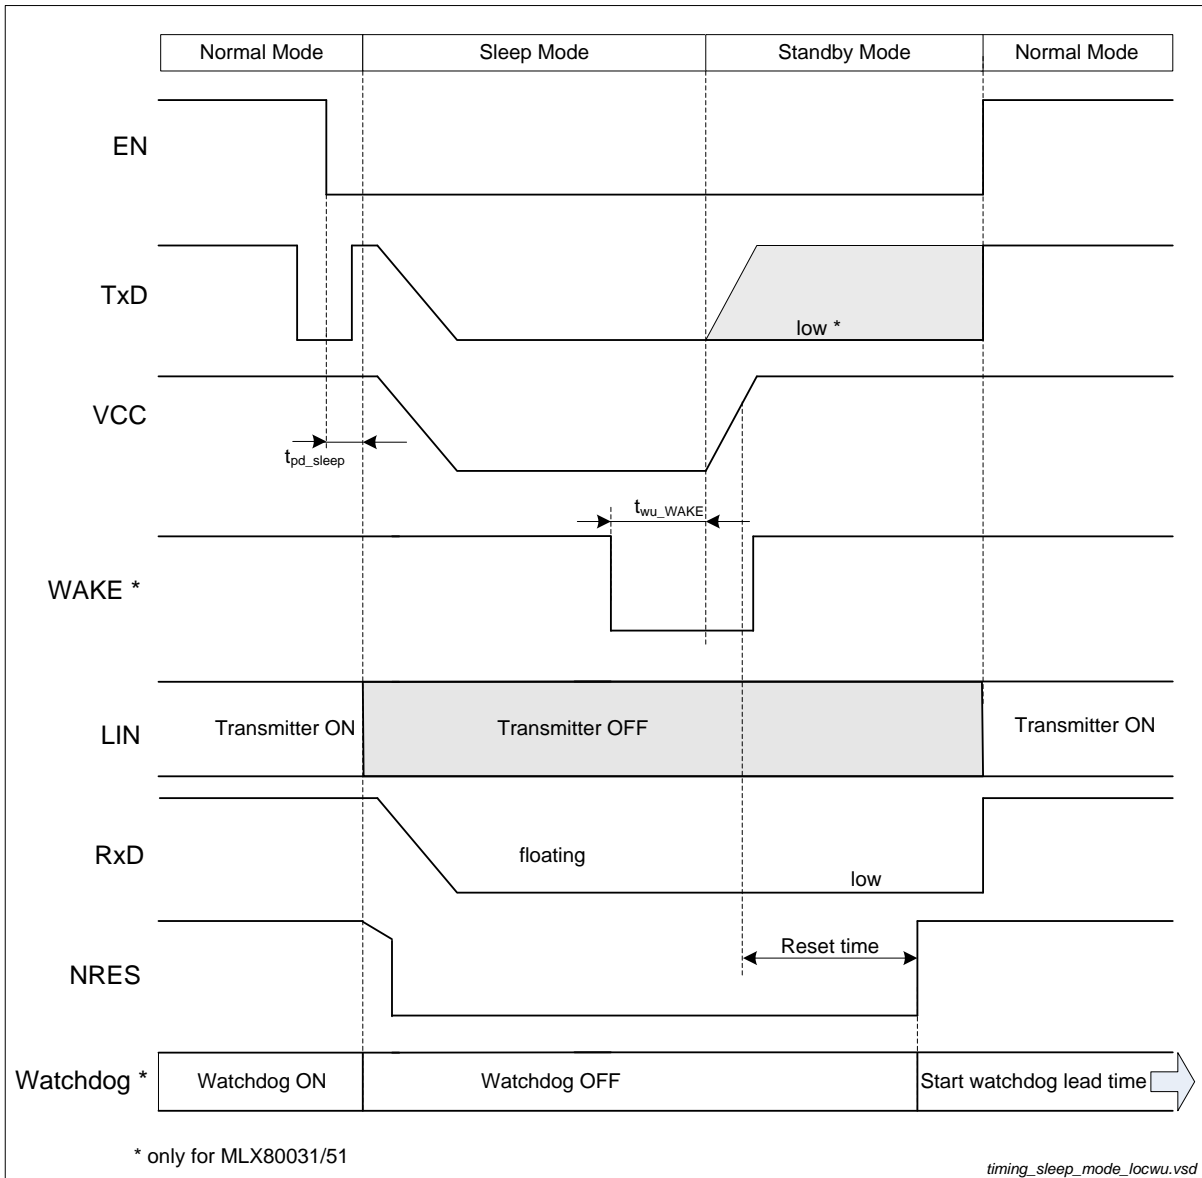 Normal Mode Sleep Mode Standby Mode Normal Mode
EN
TxD
low *
VCC
tpd_sleep
twu_WAKE
WAKE *
LIN
Transmitter ON Transmitter OFF Transmitter ON
RxD
floating
low
NRES
Reset time
Watchdog * Watchdog ON Watchdog OFF Start watchdog lead time
* only for MLX80031/51
timing_sleep_mode_locwu.vsd